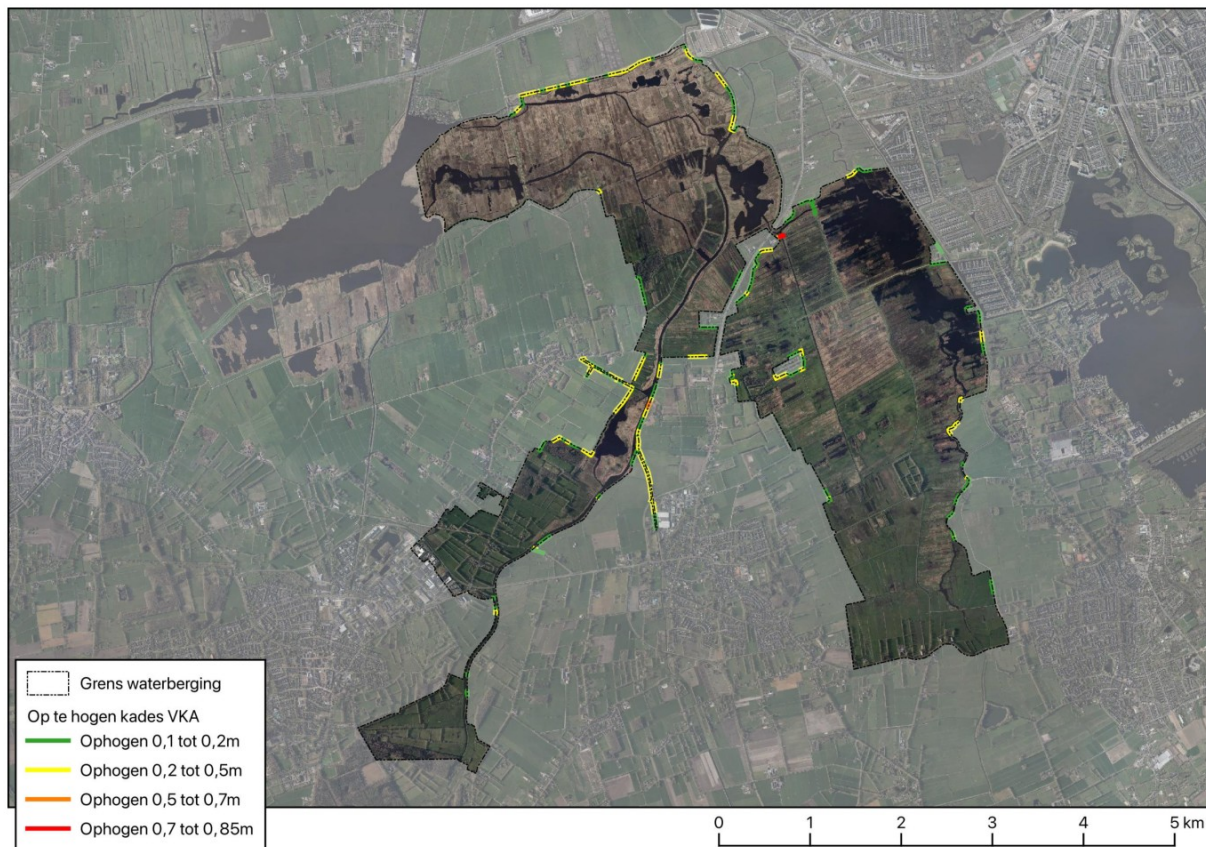 Grens waterberging
Op te hogen kades VKA
Ophogen 0,1 tot 0,2m
Ophogen 0,2 tot 0,5m
Ophogen 0,5 tot 0,7m
Ophogen 0,7 tot 0,85m
0 1 2 3 4 5 km